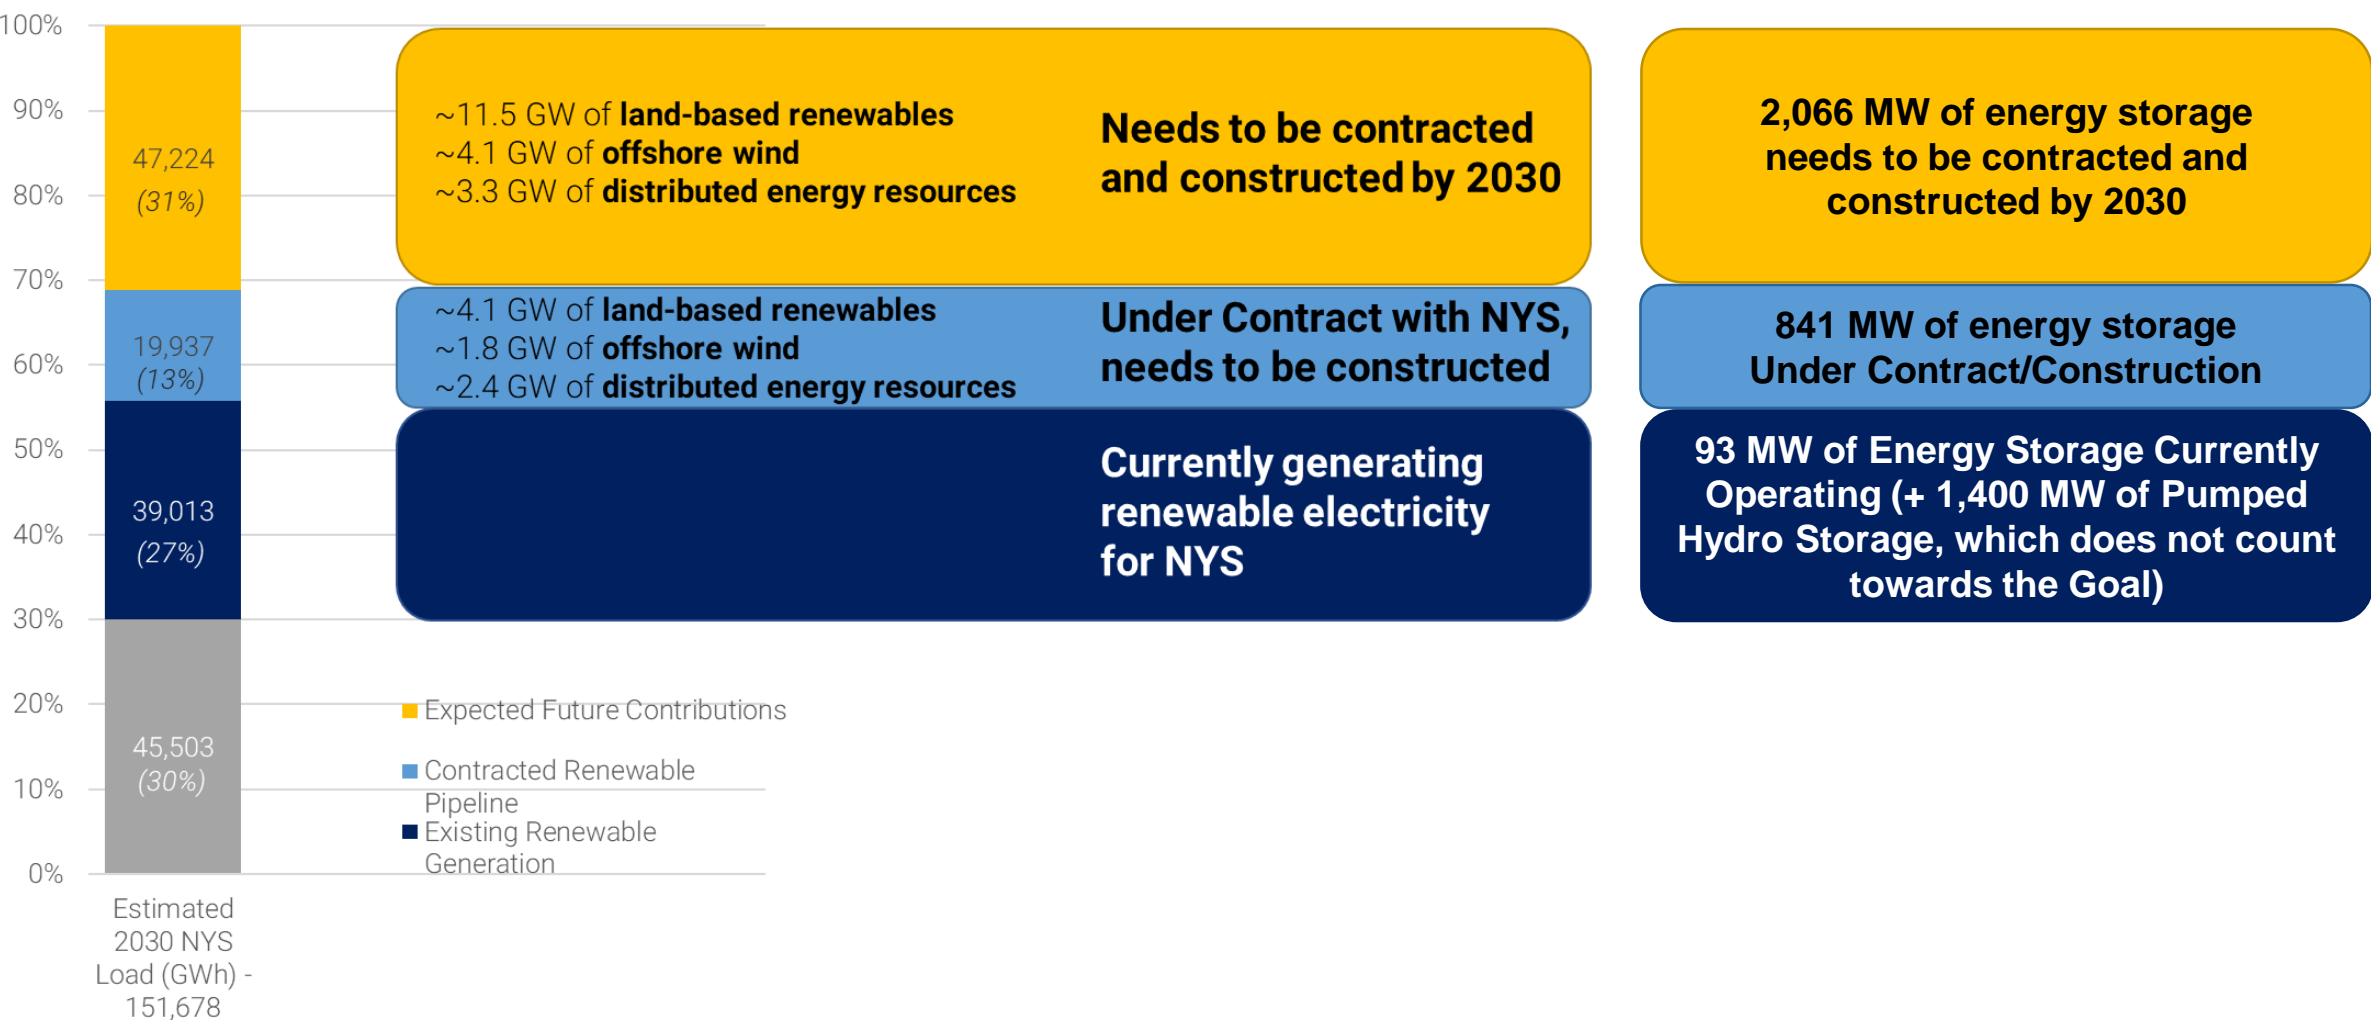 100%
90%
80%
70%
60%
50%
40%
30%
20%
10%
0%
47,224
(31%)
19,937
(13%)
39,013
(27%)
45,503
(30%)
Estimated
2030 NYS
Load (GWh) -
151,678
~11.5 GW of land-based renewables
~4.1 GW of offshore wind
~3.3 GW of distributed energy resources
Needs to be contracted
and constructed by 2030
2,066 MW of energy storage
needs to be contracted and
constructed by 2030
~4.1 GW of land-based renewables
~1.8 GW of offshore wind
~2.4 GW of distributed energy resources
Under Contract with NYS,
needs to be constructed
841 MW of energy storage
Under Contract/Construction
Currently generating
renewable electricity
for NYS
93 MW of Energy Storage Currently
Operating (+ 1,400 MW of Pumped
Hydro Storage, which does not count
towards the Goal)
Expected Future Contributions
Contracted Renewable
Pipeline
Existing Renewable
Generation